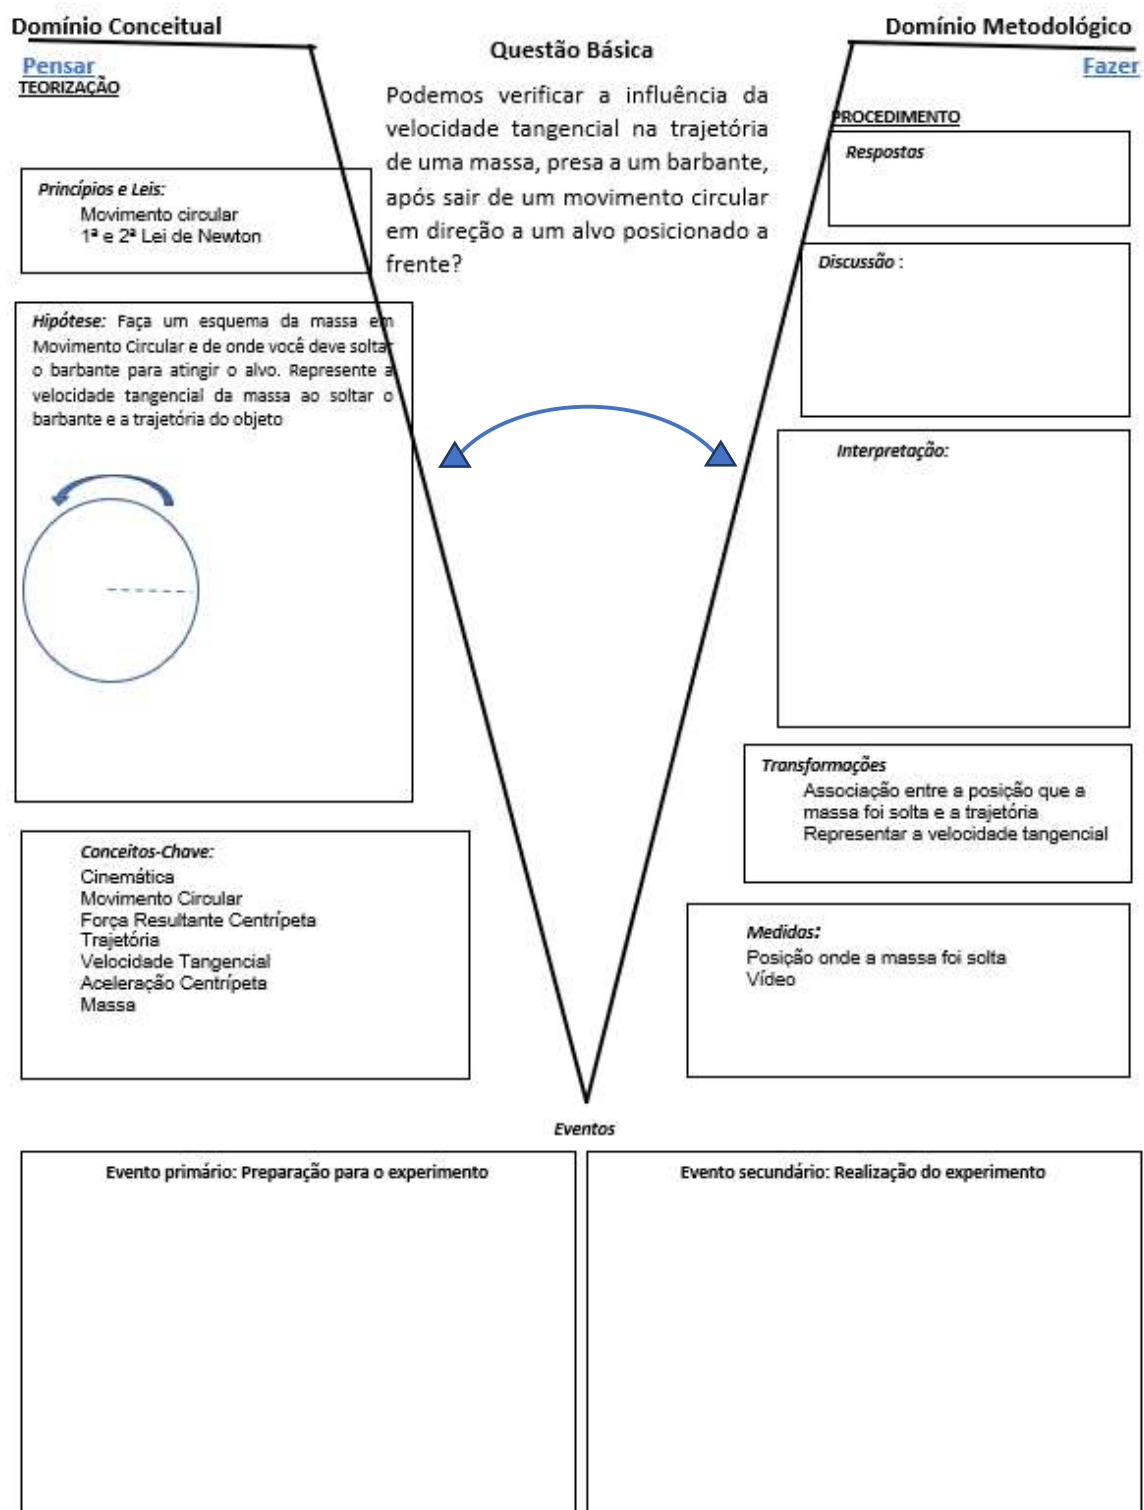 Domínio Conceitual
Pensar
TEORIZAÇÃO
Princípios e Leis:
Movimento circular
1ª e 2ª Lei de Newton
Hipótese: Faça um esquema da massa em
Movimento Circular e de onde você deve soltar
o barbante para atingir o alvo. Represente a
velocidade tangencial da massa ao soltar o
barbante e a trajetória do objeto
Conceitos-Chave:
Cinemática
Movimento Circular
Força Resultante Centrípeta
Trajetória
Velocidade Tangencial
Aceleração Centrípeta
Massa
Questão Básica
Podemos verificar a influência da
velocidade tangencial na trajetória
de uma massa, presa a um barbante,
após sair de um movimento circular
em direção a um alvo posicionado a
frente?
Domínio Metodológico
Fazer
PROCEDIMENTO
Respostas
Discussão :
Interpretação:
Transformações
Associação entre a posição que a
massa foi solta e a trajetória
Representar a velocidade tangencial
Medidas:
Posição onde a massa foi solta
Vídeo
Eventos
Evento primário: Preparação para o experimento
Evento secundário: Realização do experimento